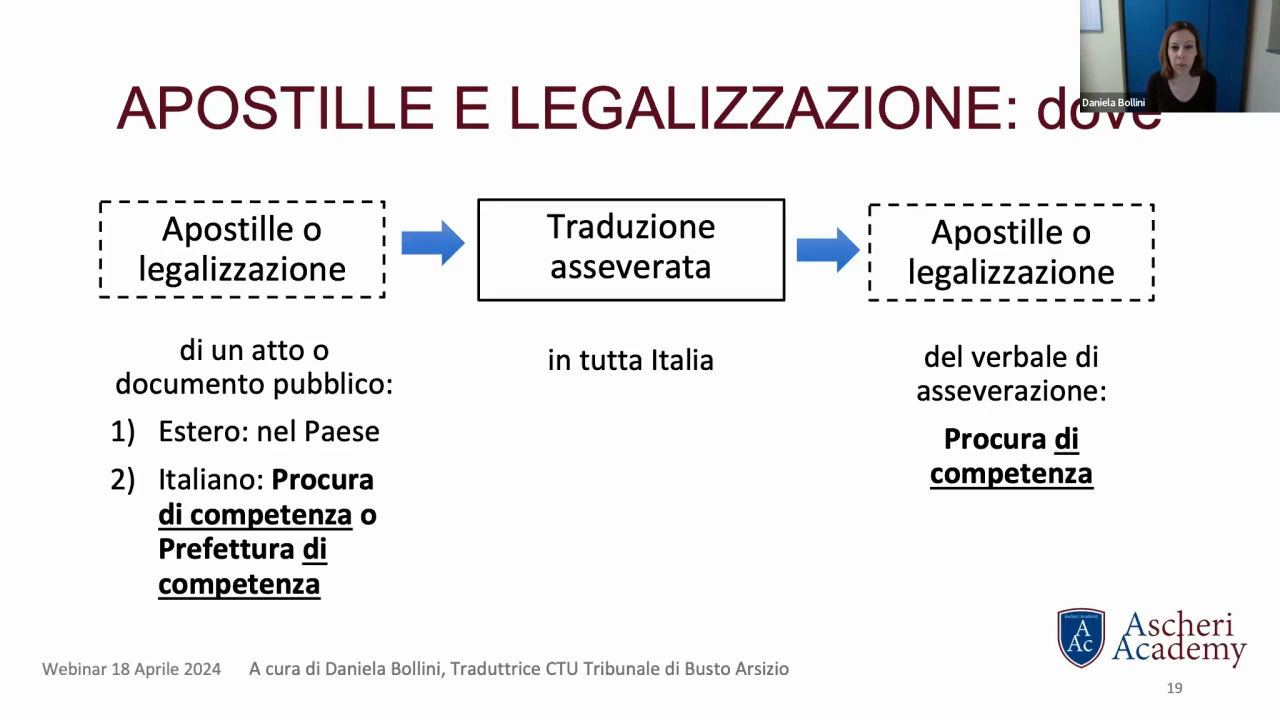 APOSTILLE E LEGALIZZAZIONE: dove
Daniela Bollini
Apostille o
legalizzazione
Traduzione
asseverata
Apostille o
legalizzazione
di un atto o
documento pubblico:
1) Estero: nel Paese
2) Italiano: Procura
di competenza o
Prefettura di
competenza
in tutta Italia
del verbale di
asseverazione:
Procura di
competenza
A
Ac
Ascheri
Academy
Webinar 18 Aprile 2024 A cura di Daniela Bollini, Traduttrice CTU Tribunale di Busto Arsizio
19